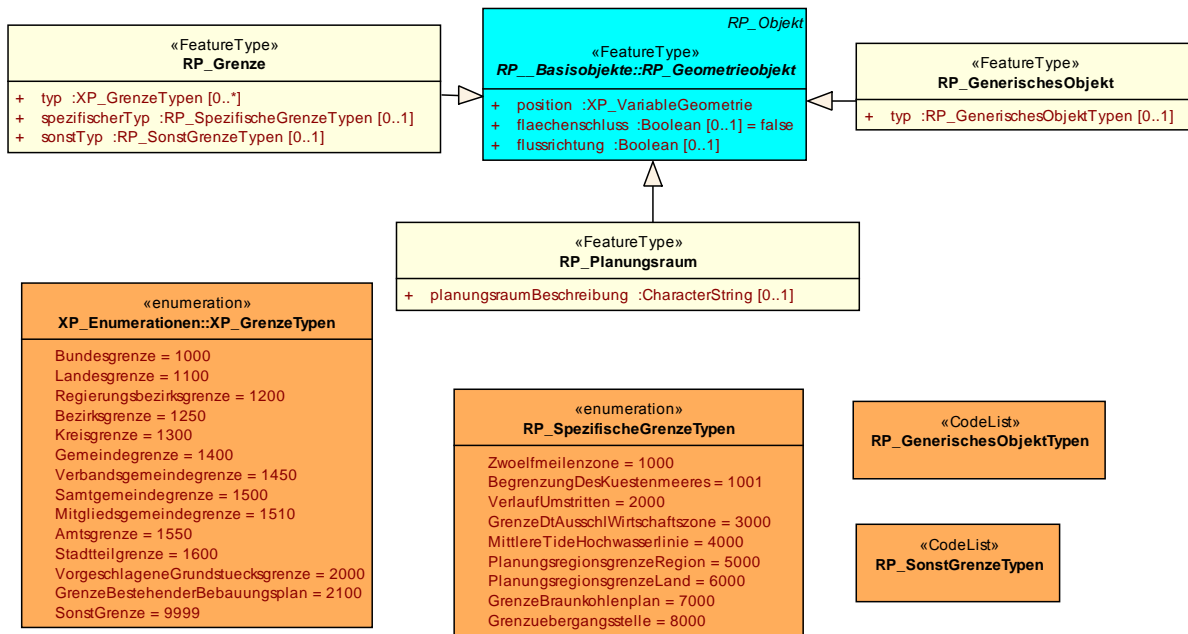 «FeatureType»
RP_Grenze
+ typ :XP_GrenzeTypen [0..*]
+ spezifischerTyp :RP_SpezifischeGrenzeTypen [0..1]
+ sonstTyp :RP_SonstGrenzeTypen [0..1]
RP_Objekt
«FeatureType»
RP__Basisobjekte::RP_Geometrieobjekt
+ position :XP_VariableGeometrie
+ flaechenschluss :Boolean [0..1] = false
+ flussrichtung :Boolean [0..1]
«FeatureType»
RP_GenerischesObjekt
+ typ :RP_GenerischesObjektTypen [0..1]
«FeatureType»
RP_Planungsraum
+ planungsraumBeschreibung :CharacterString [0..1]
«enumeration»
XP_Enumerationen::XP_GrenzeTypen
Bundesgrenze = 1000
Landesgrenze = 1100
Regierungsbezirksgrenze = 1200
Bezirksgrenze = 1250
Kreisgrenze = 1300
Gemeindegrenze = 1400
Verbandsgemeindegrenze = 1450
Samtgemeindegrenze = 1500
Mitgliedsgemeindegrenze = 1510
Amtsgrenze = 1550
Stadtteilgrenze = 1600
VorgeschlageneGrundstuecksgrenze = 2000
GrenzeBestehenderBebauungsplan = 2100
SonstGrenze = 9999
«enumeration»
RP_SpezifischeGrenzeTypen
Zwoelfmeilenzone = 1000
BegrenzungDesKuestenmeeres = 1001
VerlaufUmstritten = 2000
GrenzeDtAusschlWirtschaftszone = 3000
MittlereTideHochwasserlinie = 4000
PlanungsregionsgrenzeRegion = 5000
PlanungsregionsgrenzeLand = 6000
GrenzeBraunkohlenplan = 7000
Grenzuebergangsstelle = 8000
«CodeList»
RP_GenerischesObjektTypen
«CodeList»
RP_SonstGrenzeTypen